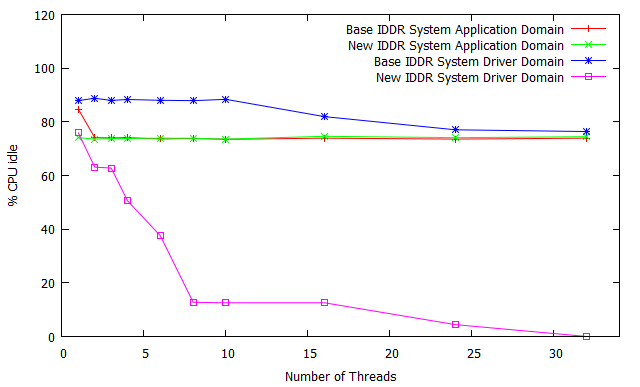 120
100
80
60
40
20
0
% CPU idle
Base IDDR System Application Domain
New IDDR System Application Domain
Base IDDR System Driver Domain
New IDDR System Driver Domain
0 5 10 15 20 25 30
Number of Threads